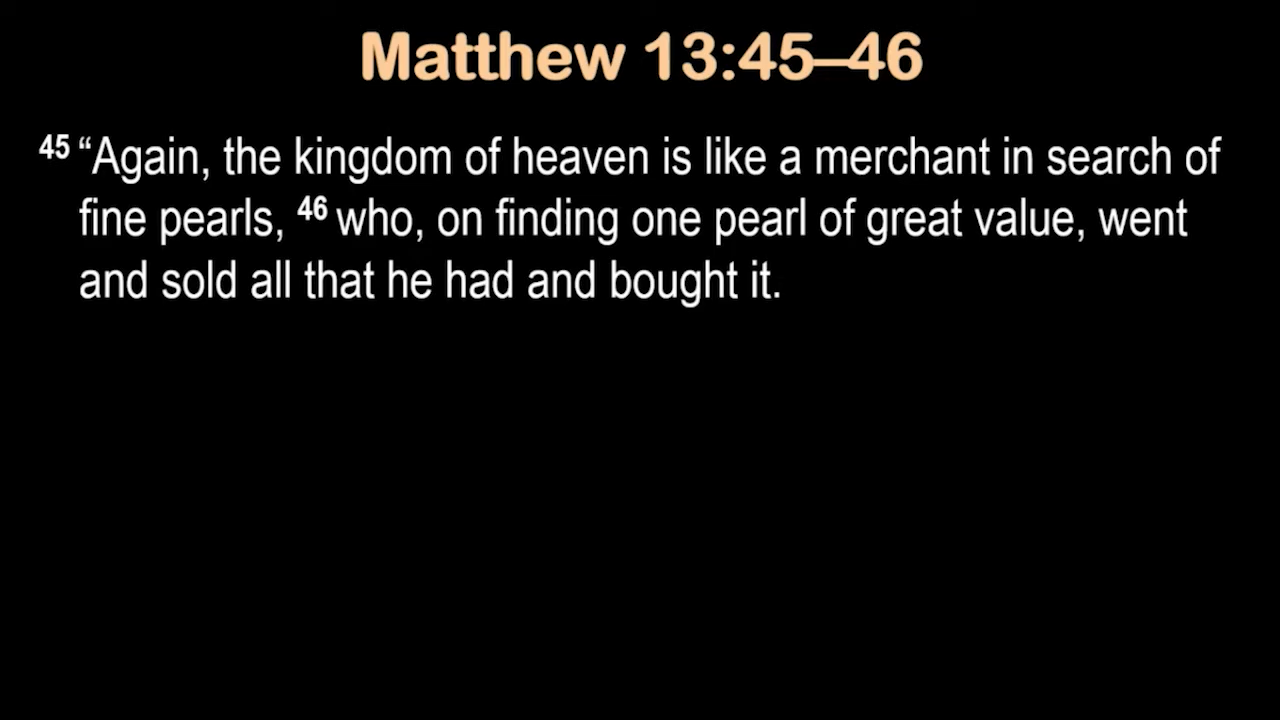 Matthew 13:45–46
45 “Again, the kingdom of heaven is like a merchant in search of
fine pearls, 46 who, on finding one pearl of great value, went
and sold all that he had and bought it.